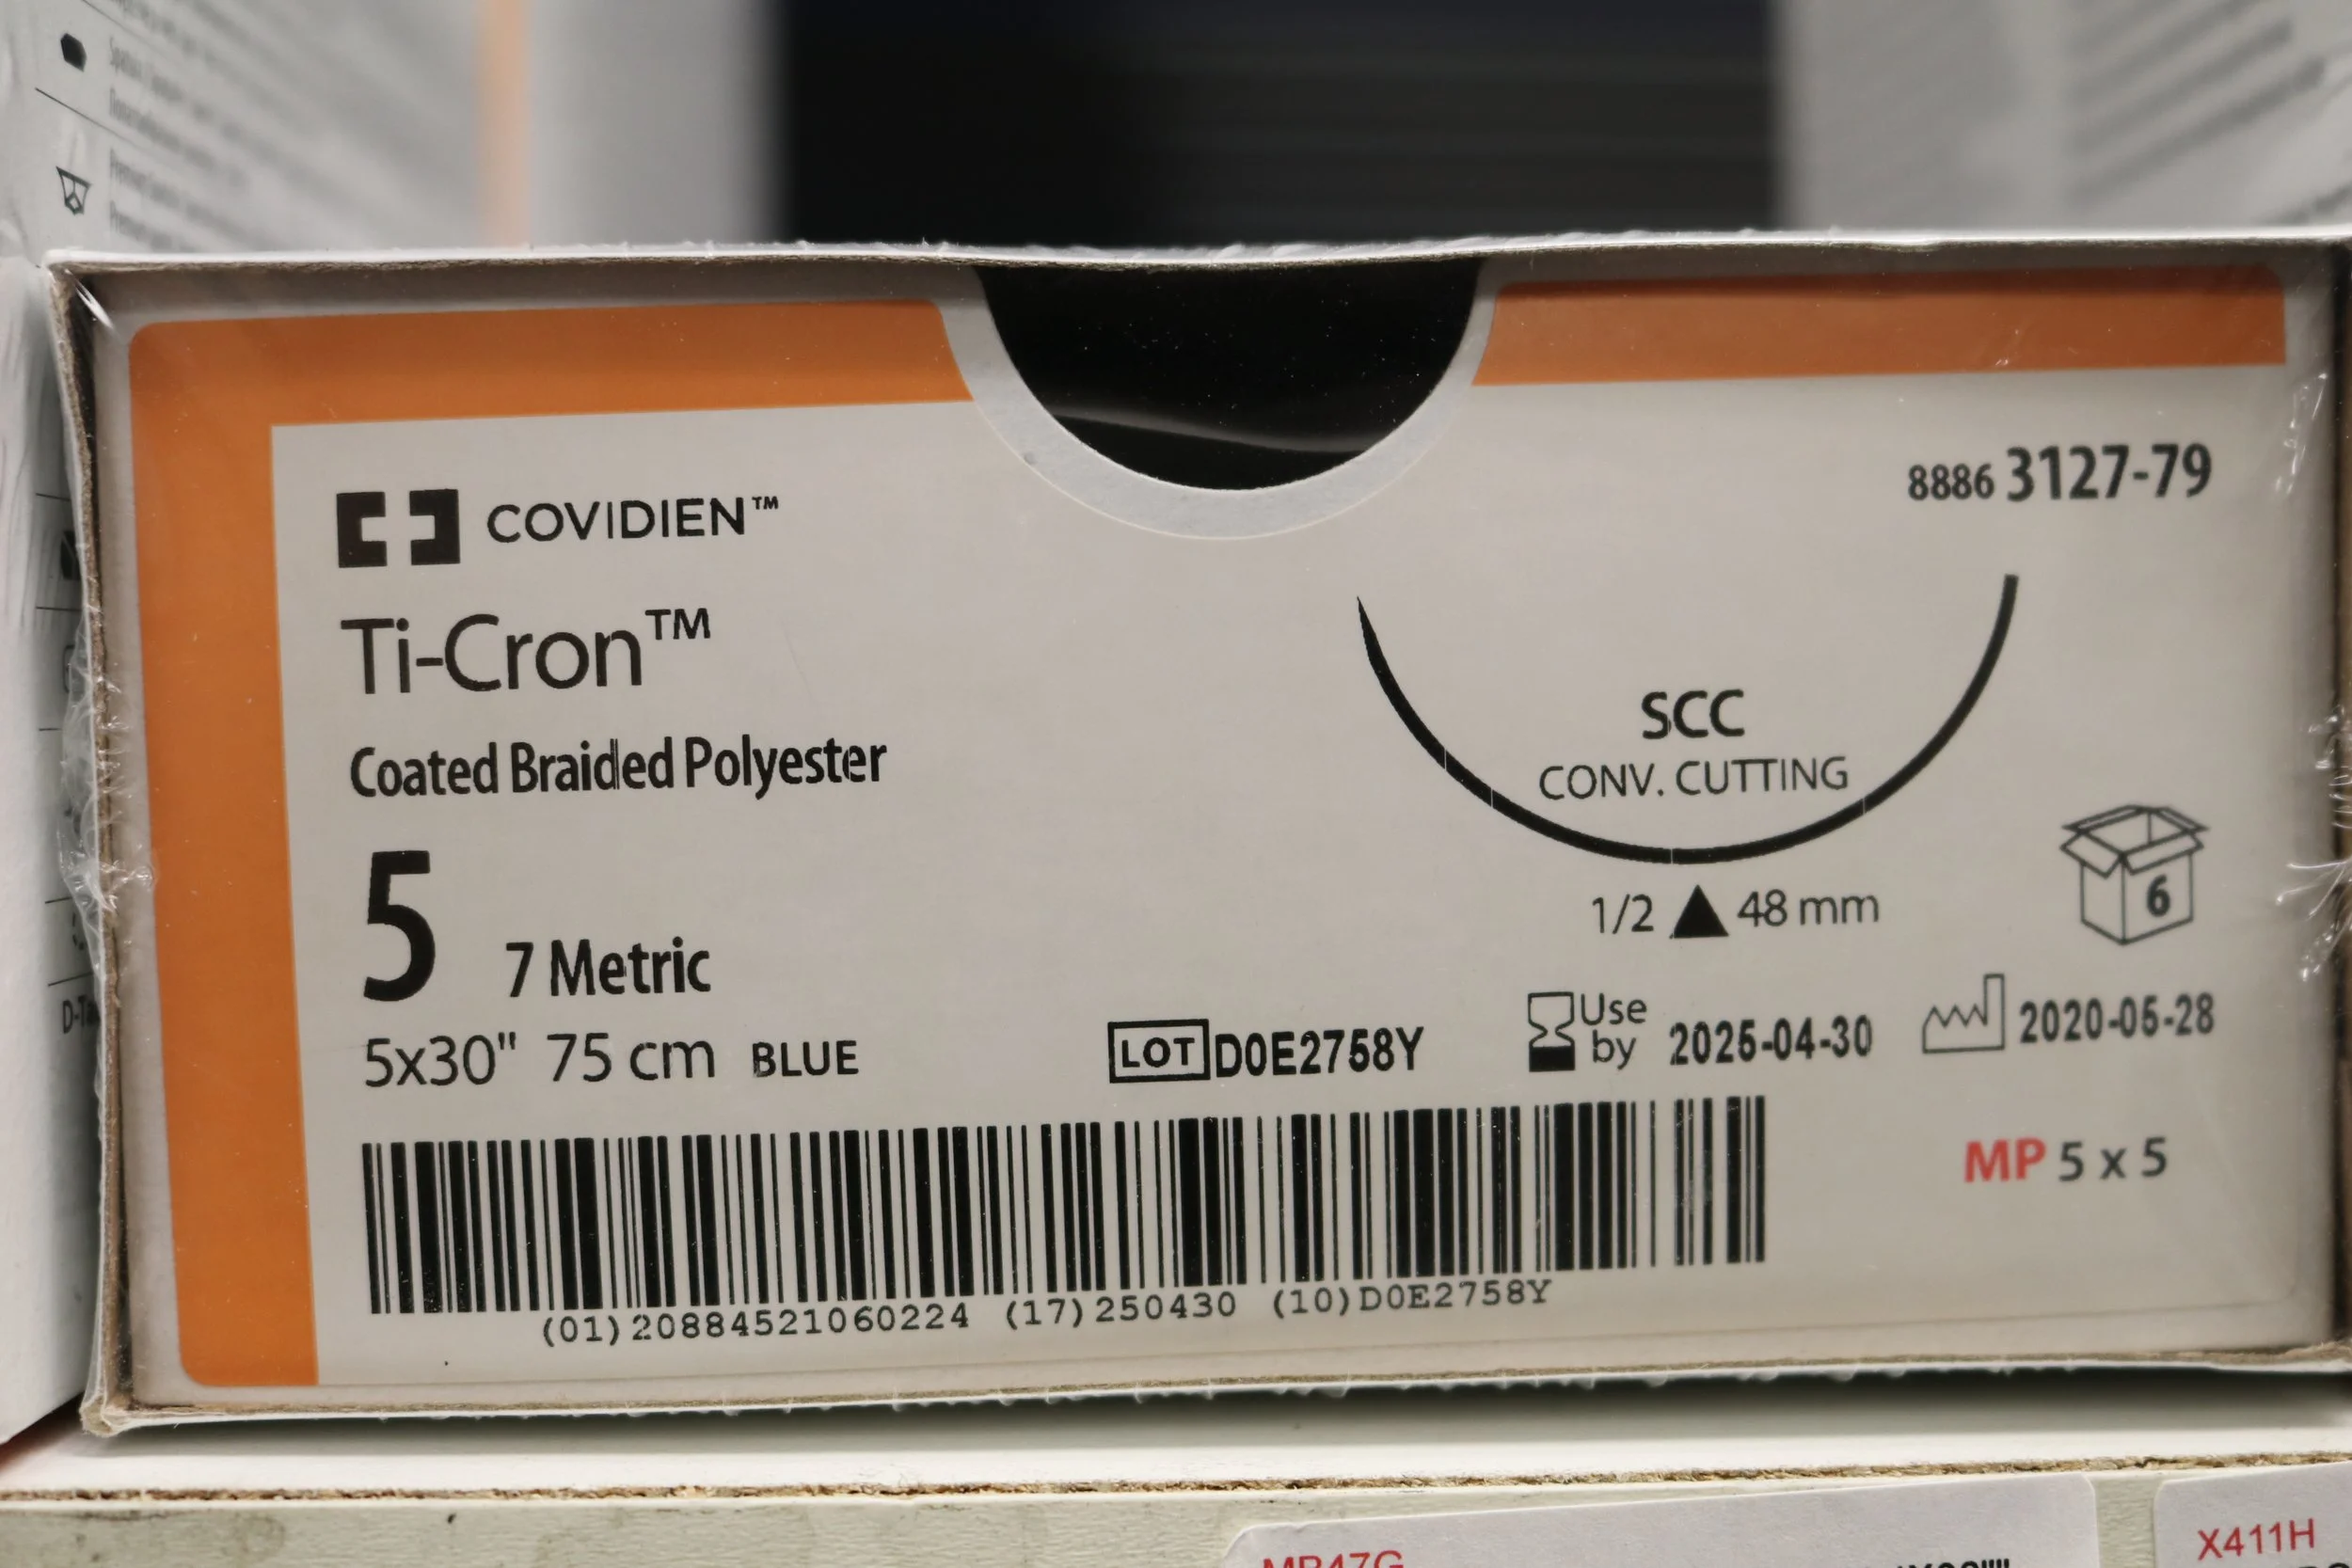 COVIDIEN™
8886 3127-79
Ti-Cron™
Coated Braided Polyester
SCC
CONV. CUTTING
5 7 Metric
1/2 ▲ 48 mm
6
5x30" 75 cm BLUE
LOT D0E2758Y
Use by 2025-04-30
2020-05-28
MP 5 x 5
(01)20884521060224 (17)250430 (10)D0E2758Y
MP47G
X411H